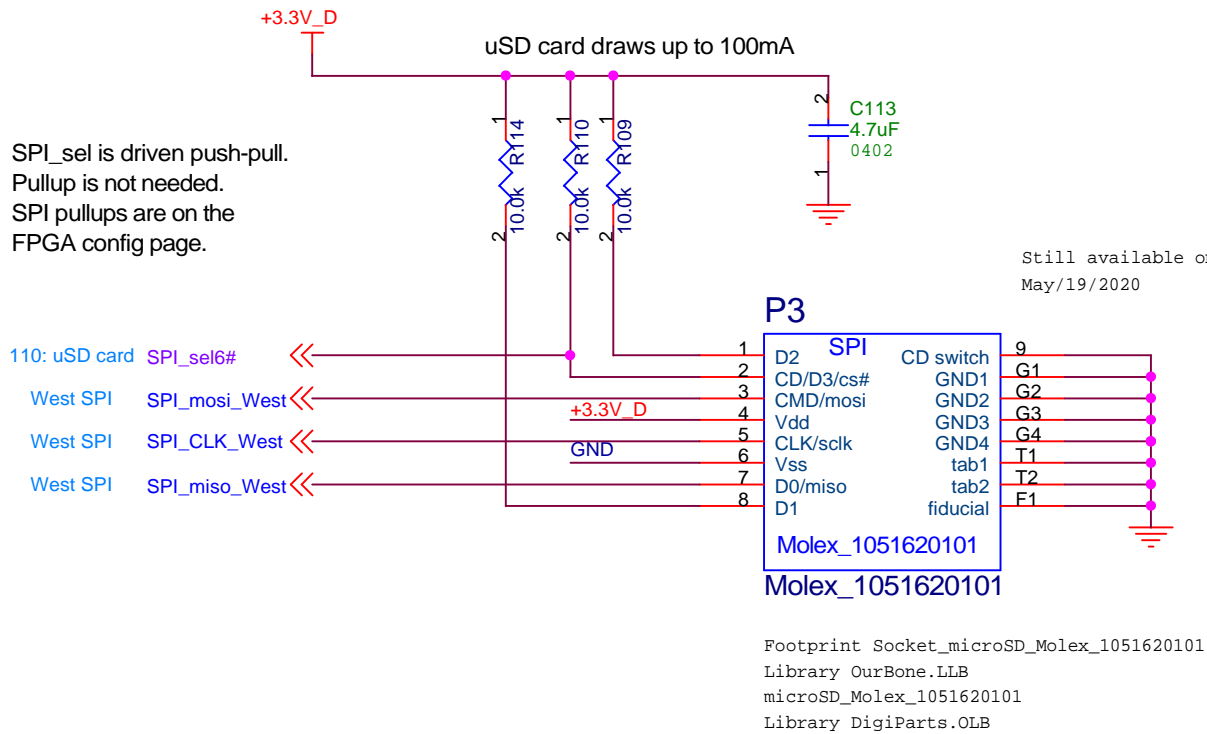 +3.3V_D
uSD card draws up to 100mA
SPI_sel is driven push-pull.
Pullup is not needed.
SPI pullups are on the
FPGA config page.
1
R114
10.0k
2
1
R110
10.0k
2
1
R109
10.0k
2
2
C113
4.7uF
0402
1
Still available
May/19/2020
P3
SPI
110: uSD card SPI_sel6#
West SPI SPI_mosi_West
West SPI SPI_CLK_West
West SPI SPI_miso_West
+3.3V_D
GND
1 D2
2 CD/D3/cs#
3 CMD/mosi
4 Vdd
5 CLK/sclk
6 Vss
7 D0/miso
8 D1
CD switch 9
GND1 G1
GND2 G2
GND3 G3
GND4 G4
tab1 T1
tab2 T2
fiducial F1
Molex_1051620101
Molex_1051620101
Footprint Socket_microSD_Molex_1051620101
Library OurBone.LLB
microSD_Molex_1051620101
Library DigiParts.OLB